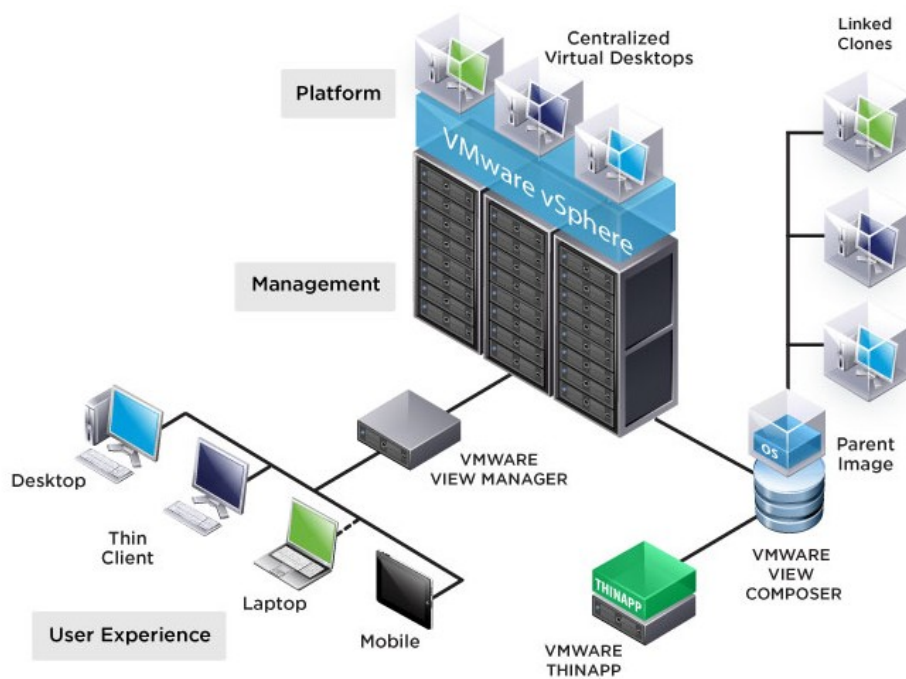 Centralized
Virtual Desktops
Linked
Clones
Platform
VMware vSphere
Management
OS
Parent
Image
VMWARE
VIEW MANAGER
Desktop
Thin
Client
Laptop
Mobile
VMWARE
VIEW
COMPOSER
THINAPP
VMWARE
THINAPP
User Experience